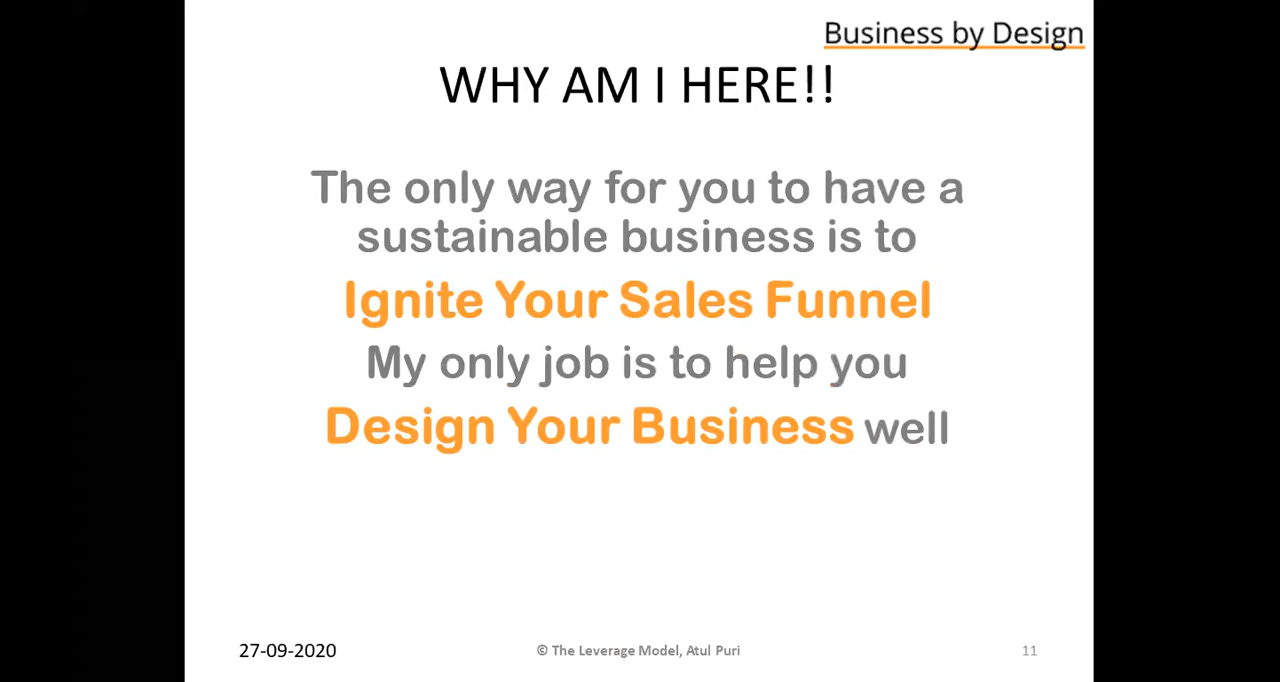 Business by Design
WHY AM I HERE!!
The only way for you to have a
sustainable business is to
Ignite Your Sales Funnel
My only job is to help you
Design Your Business well
27-09-2020
© The Leverage Model, Atul Puri
11